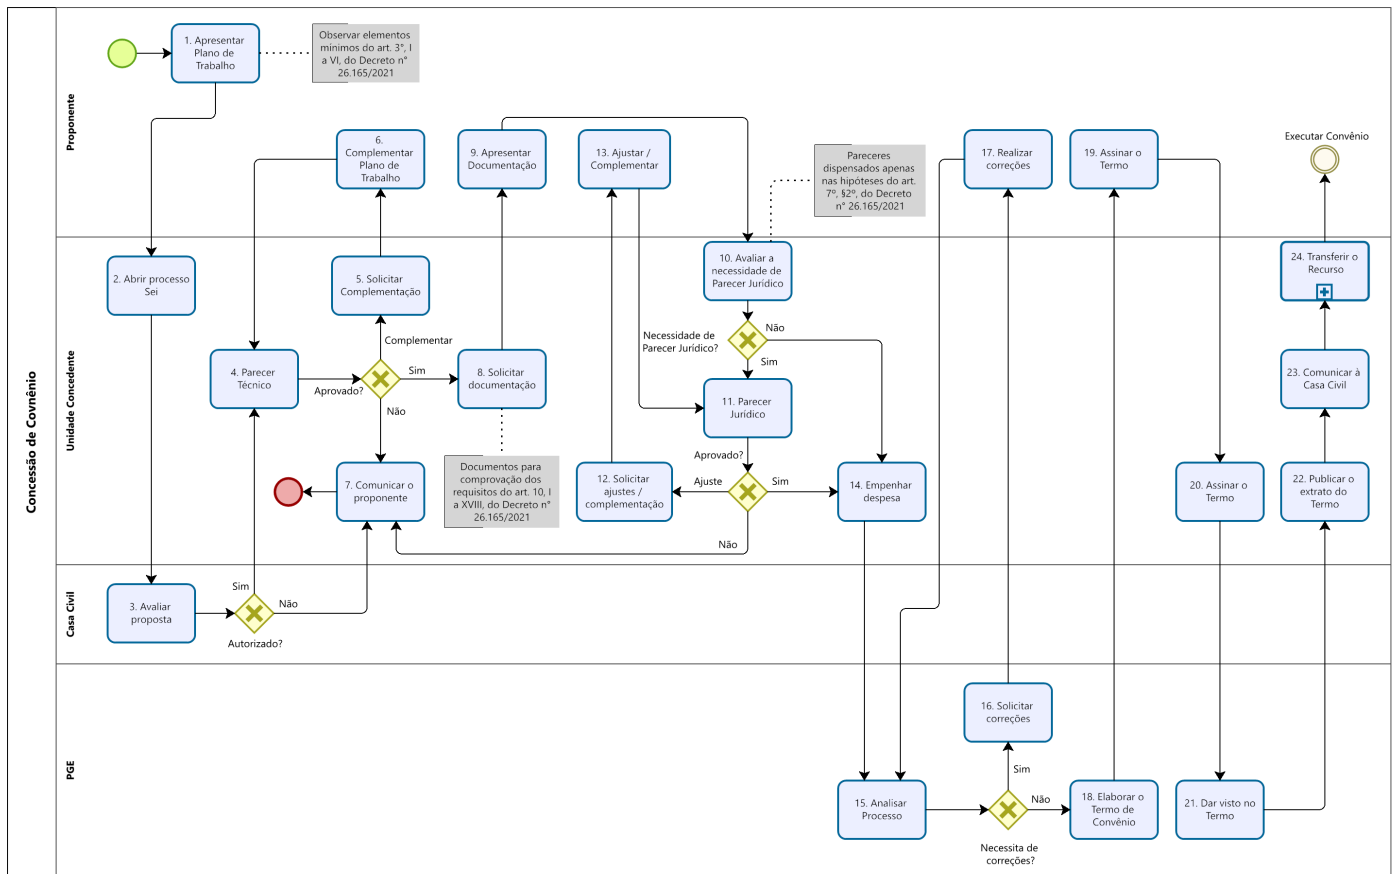 Concessão de Covnênio
Proponente
1. Apresentar
Plano de
Trabalho
Observar elementos
mínimos do art. 3°, I
a VI, do Decreto n°
26.165/2021
6.
Complementar
Plano de
Trabalho
9. Apresentar
Documentação
13. Ajustar /
Complementar
Pareceres
dispensados apenas
nas hipóteses do art.
7º, §2º, do Decreto
n° 26.165/2021
17. Realizar
correções
19. Assinar o
Termo
Executar Convênio
Unidade Concedente
2. Abrir processo
Sei
5. Solicitar
Complementação
10. Avaliar a
necessidade de
Parecer Jurídico
24. Transferir o
Recurso
Necessidade de
Parecer Jurídico?
Não
Sim
Complementar
4. Parecer
Técnico
Aprovado?
Sim
Não
8. Solicitar
documentação
11. Parecer
Jurídico
23. Comunicar à
Casa Civil
Aprovado?
7. Comunicar o
proponente
Documentos para
comprovação dos
requisitos do art. 10, I
a XVIII, do Decreto n°
26.165/2021
12. Solicitar
ajustes /
complementação
Ajuste
Sim
Não
14. Empenhar
despesa
20. Assinar o
Termo
22. Publicar o
extrato do
Termo
Casa Civil
3. Avaliar
proposta
Sim
Não
Autorizado?
PGE
16. Solicitar
correções
Sim
15. Analisar
Processo
Não
Necessita de
correções?
18. Elaborar o
Termo de
Convênio
21. Dar visto no
Termo